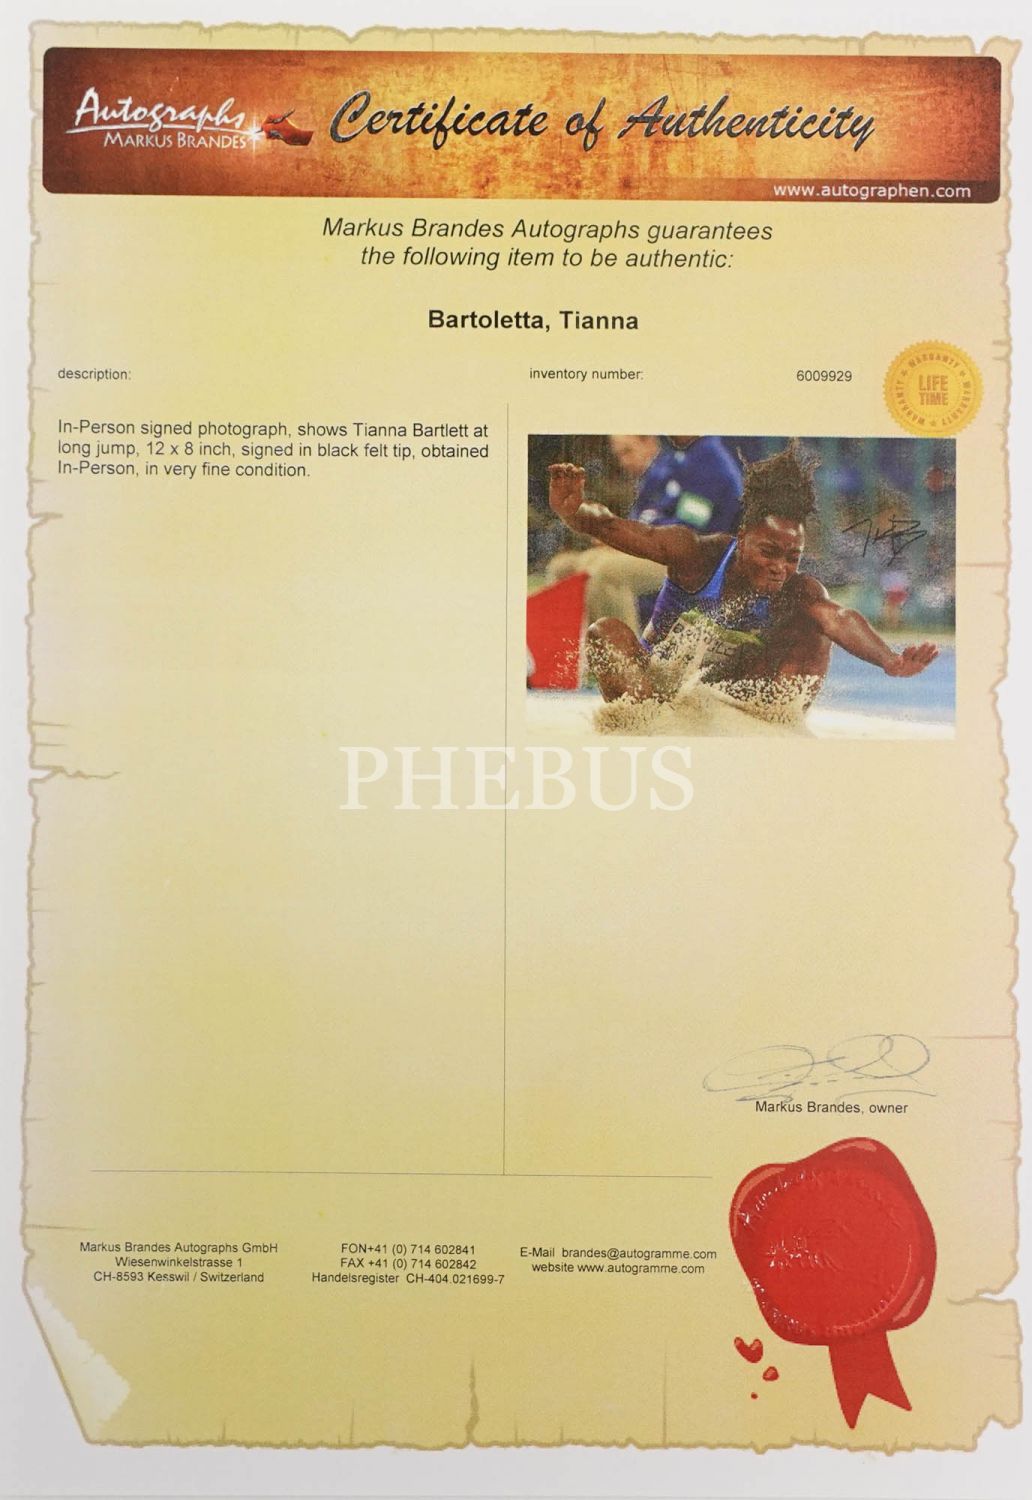 Autographs
MARKUS BRANDES
Certificate of Authenticity
www.autographen.com
Markus Brandes Autographs guarantees
the following item to be authentic:
Bartoletta, Tianna
description:
inventory number:
6009929
WARRANTY ★ WARRANTY ★ WARRANTY ★
LIFE
TIME
In-Person signed photograph, shows Tianna Bartlett at
long jump, 12 x 8 inch, signed in black felt tip, obtained
In-Person, in very fine condition.
PHEBUS
Markus Brandes, owner
Markus Brandes Autographs GmbH
Wiesenwinkelstrasse 1
CH-8593 Kesswil / Switzerland
FON+41 (0) 714 602841
FAX +41 (0) 714 602842
Handelsregister CH-404.021699-7
E-Mail brandes@autogramme.com
website www.autogramme.com